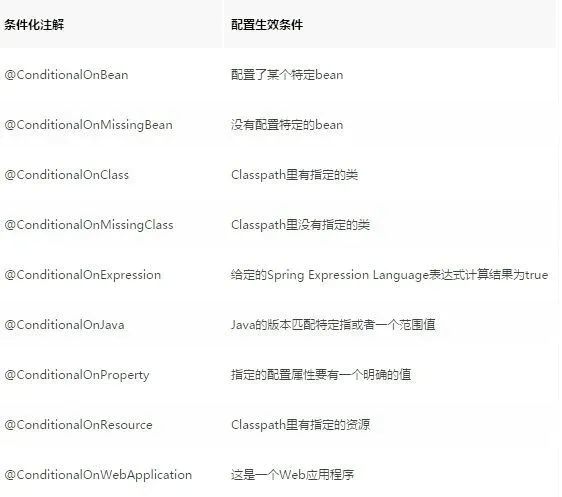 条件化注解 配置生效条件
@ConditionalOnBean 配置了某个特定bean
@ConditionalOnMissingBean 没有配置特定的bean
@ConditionalOnClass Classpath里有指定的类
@ConditionalOnMissingClass Classpath里没有指定的类
@ConditionalOnExpression 给定的Spring Expression Language表达式计算结果为true
@ConditionalOnJava Java的版本匹配特定指或者一个范围值
@ConditionalOnProperty 指定的配置属性要有一个明确的值
@ConditionalOnResource Classpath里有指定的资源
@ConditionalOnWebApplication 这是一个Web应用程序